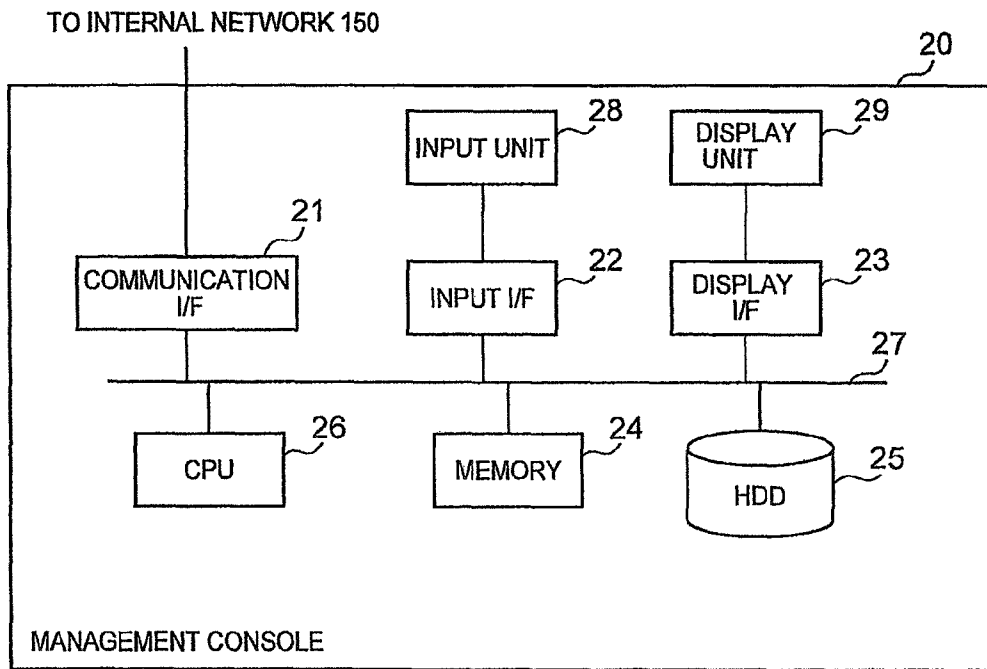 TO INTERNAL NETWORK 150
20
28
29
INPUT UNIT
DISPLAY
UNIT
21
22
23
COMMUNICATION
I/F
INPUT I/F
DISPLAY
I/F
27
26
24
25
CPU
MEMORY
HDD
MANAGEMENT CONSOLE